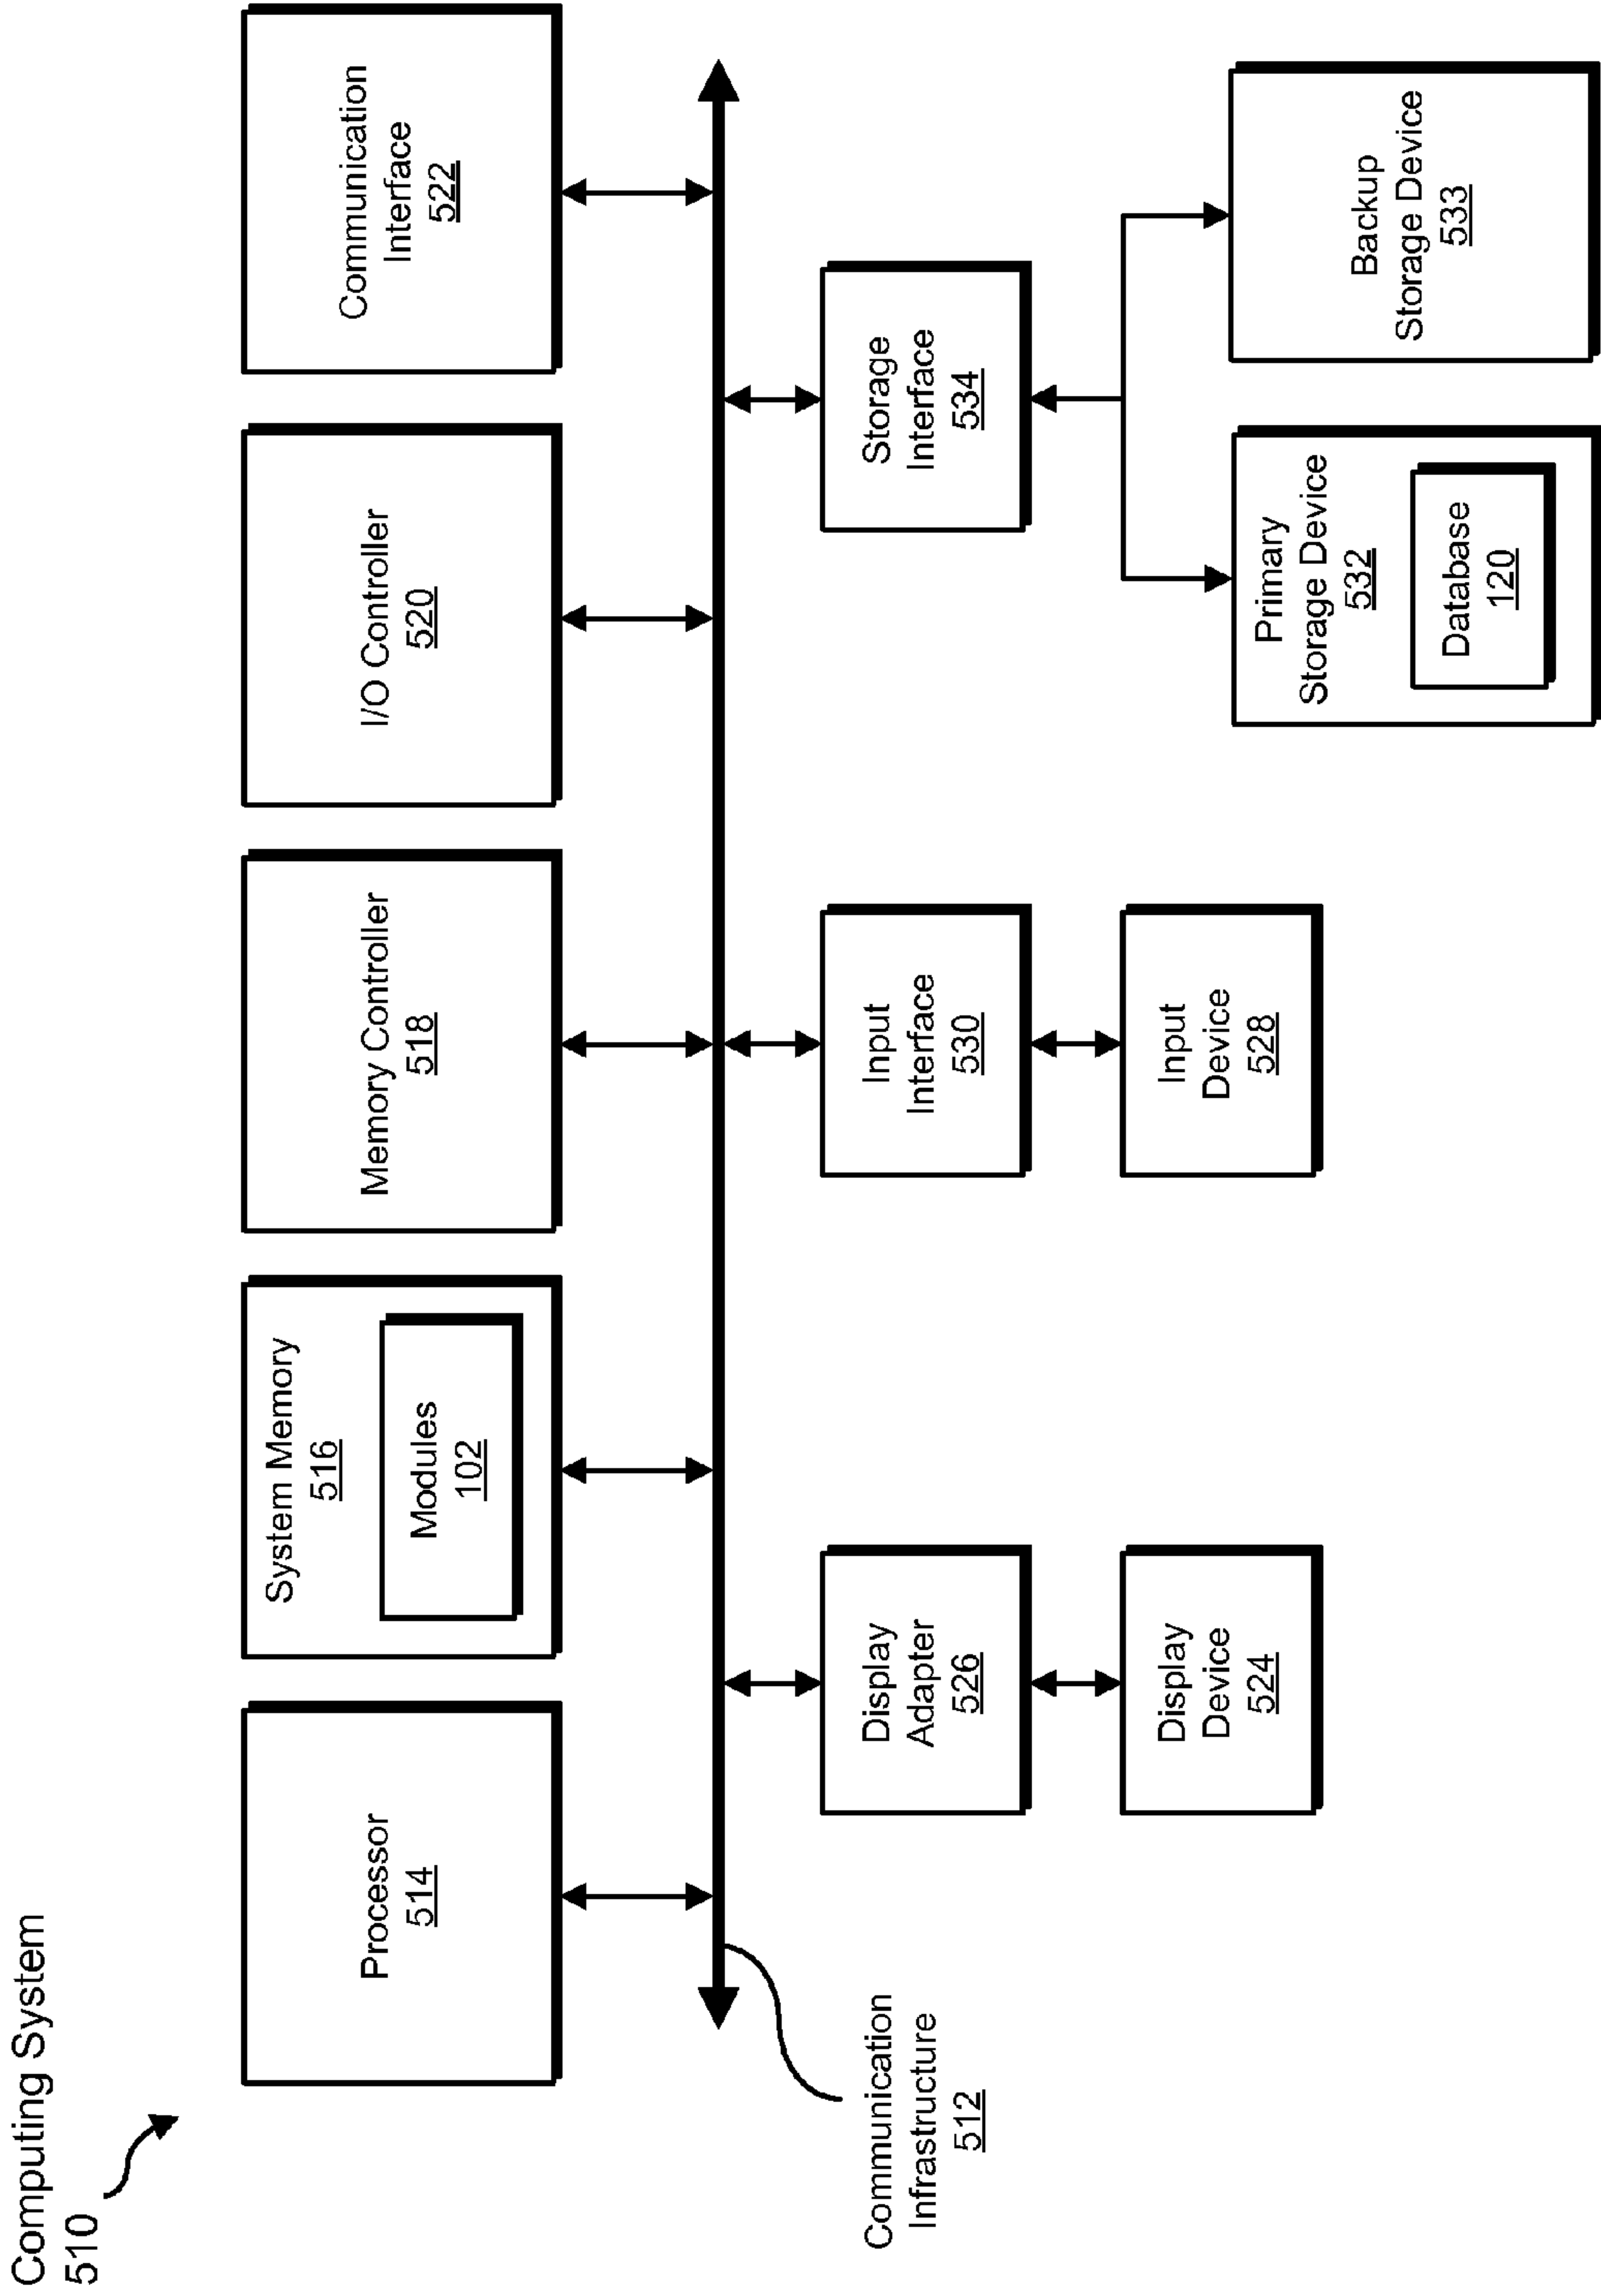 Computing System
510
Processor
514
System Memory
516
Modules
102
Memory Controller
518
I/O Controller
520
Communication
Interface
522
Communication
Infrastructure
512
Display
Adapter
526
Input
Interface
530
Storage
Interface
534
Display
Device
524
Input
Device
528
Primary
Storage Device
532
Database
120
Backup
Storage Device
533